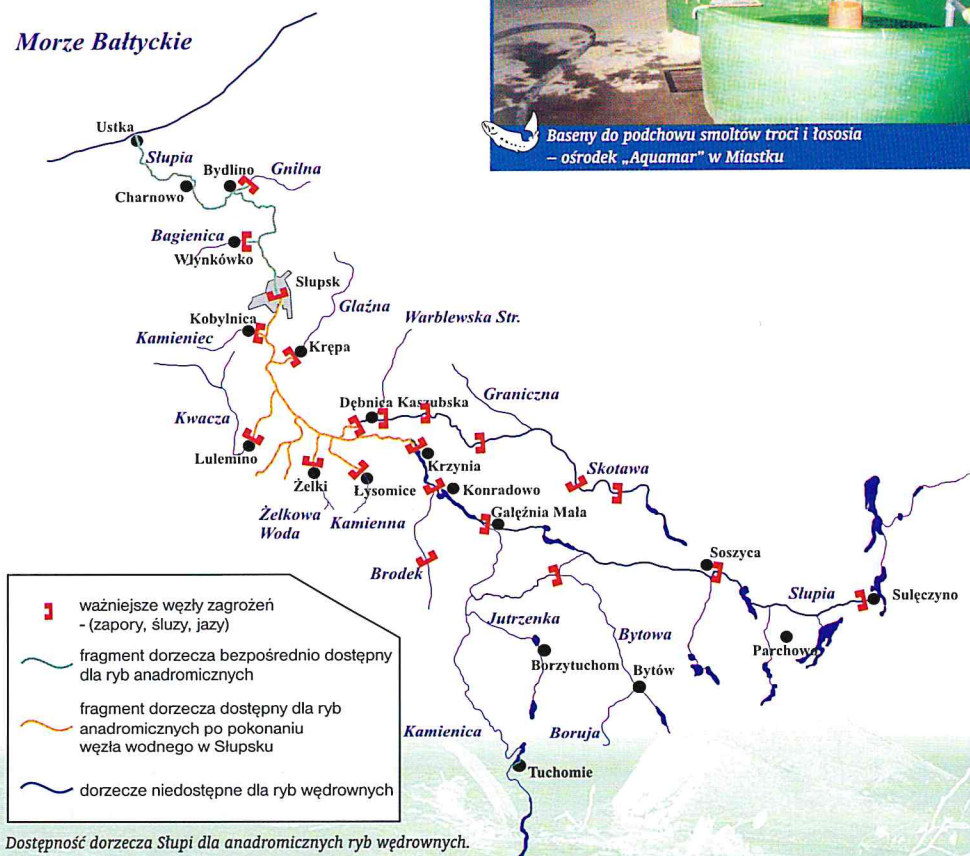 Morze Bałtyckie
Baseny do podchowu smoltów troci i łososia
– ośrodek „Aquamar” w Miastku
Ustka
Słupia
Bydlino
Gnilna
Charnowo
Bagienica
Włynkówko
Słupsk
Głaźna
Kobylnica
Kamieniec
Krępa
Warblewska Str.
Graniczna
Dębnica Kaszubska
Kwacza
Lulemino
Krzynia
Skotawa
Żelki
Łysomice
Konradowo
Żelkowa
Woda
Kamienna
Gałęźnia Mała
Soszyca
Brodek
Słupia
Sulęczyno
Jutrzenka
Bytowa
Parchowo
Borzytuchom
Bytów
Kamienica
Boruja
Tuchomie
ważniejsze węzły zagrożeń
- (zapory, śluzy, jazy)
fragment dorzecza bezpośrednio dostępny
dla ryb anadromicznych
fragment dorzecza dostępny dla ryb
anadromicznych po pokonaniu
węzła wodnego w Słupsku
dorzecze niedostępne dla ryb wędrownych
Dostępność dorzecza Słupi dla anadromicznych ryb wędrownych.